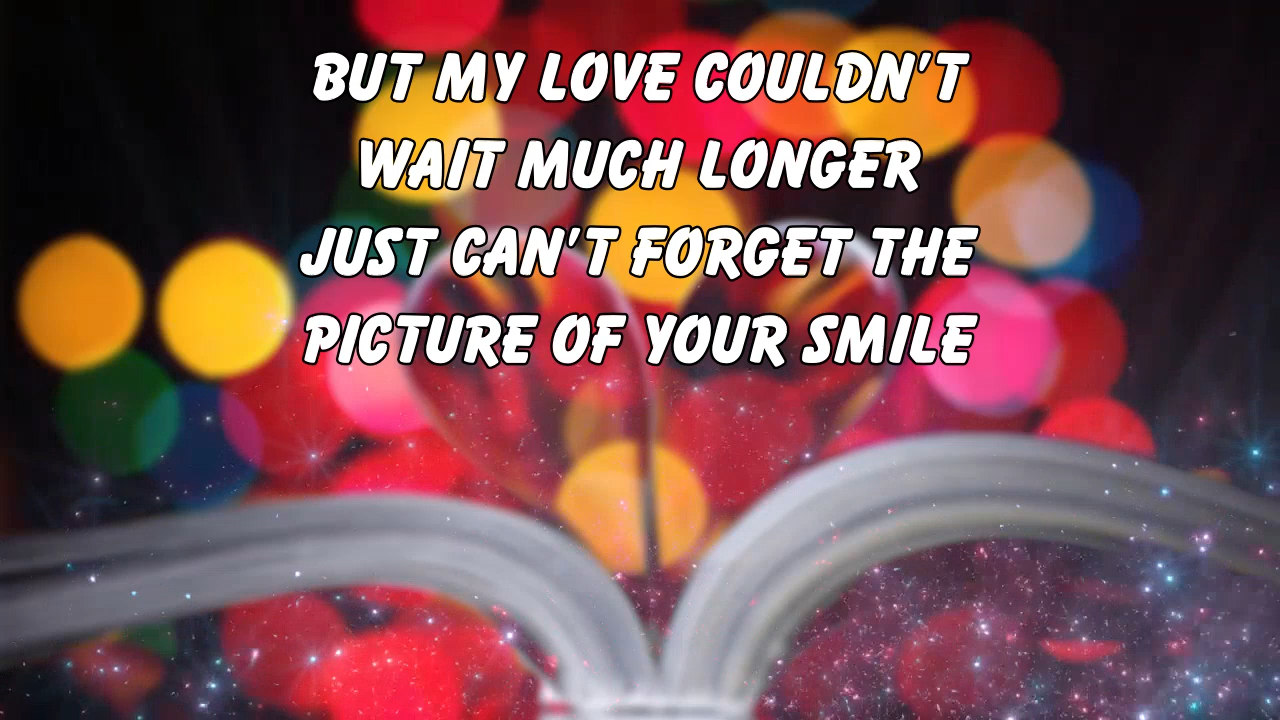 BUT MY LOVE COULDN'T
WAIT MUCH LONGER
JUST CAN'T FORGET THE
PICTURE OF YOUR SMILE